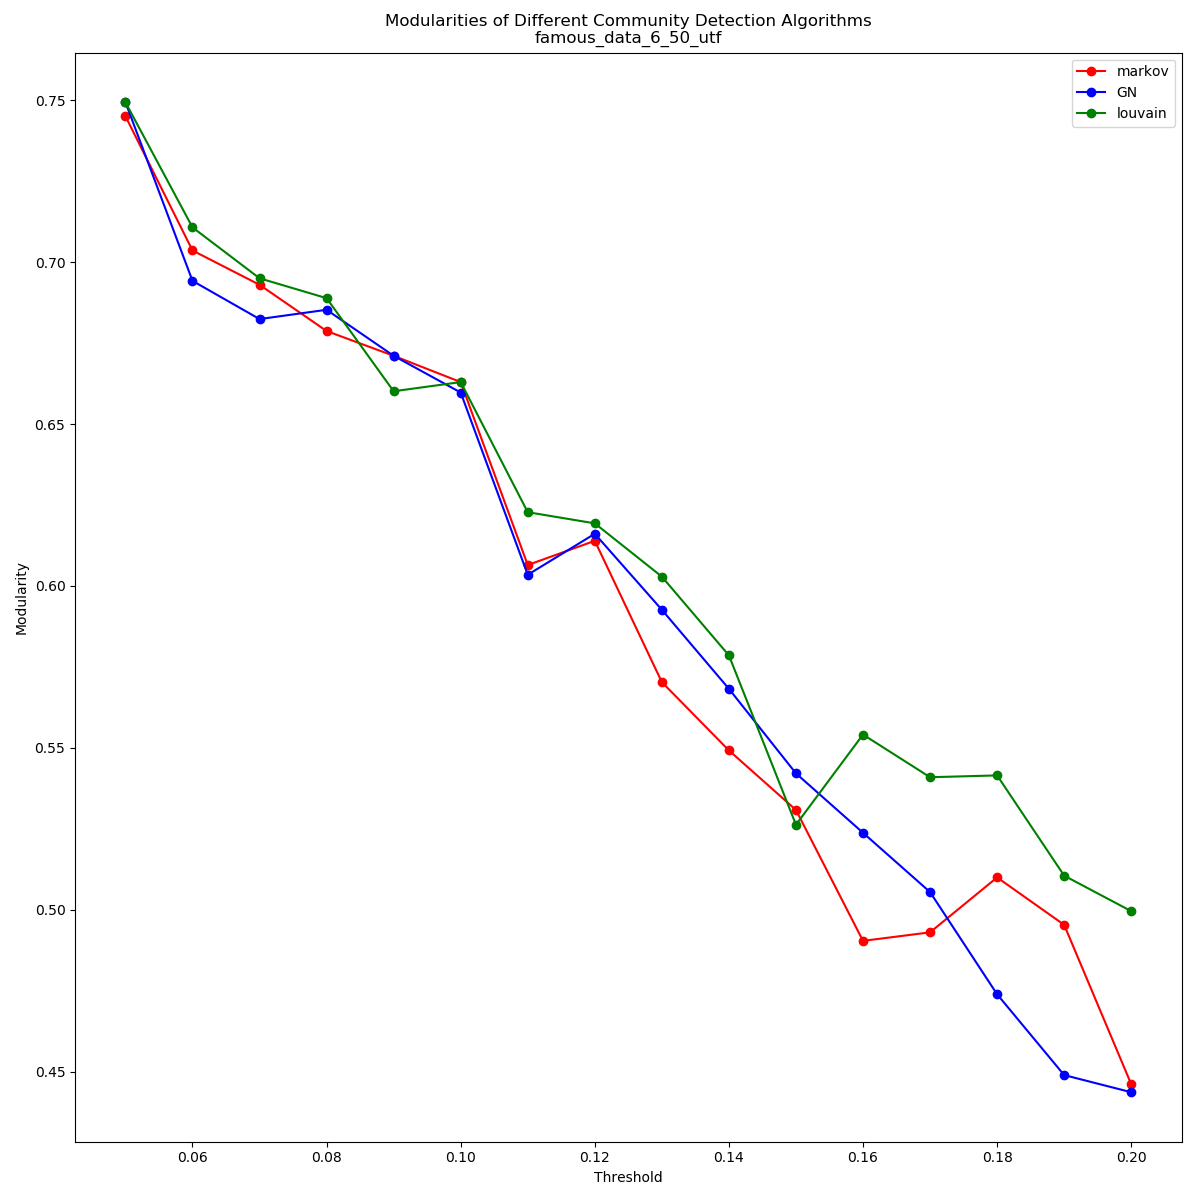 Modularities of Different Community Detection Algorithms
famous_data_6_50_utf
markov
GN
louvain
0.75
0.70
0.65
0.60
0.55
0.50
0.45
Modularity
0.06 0.08 0.10 0.12 0.14 0.16 0.18 0.20
Threshold